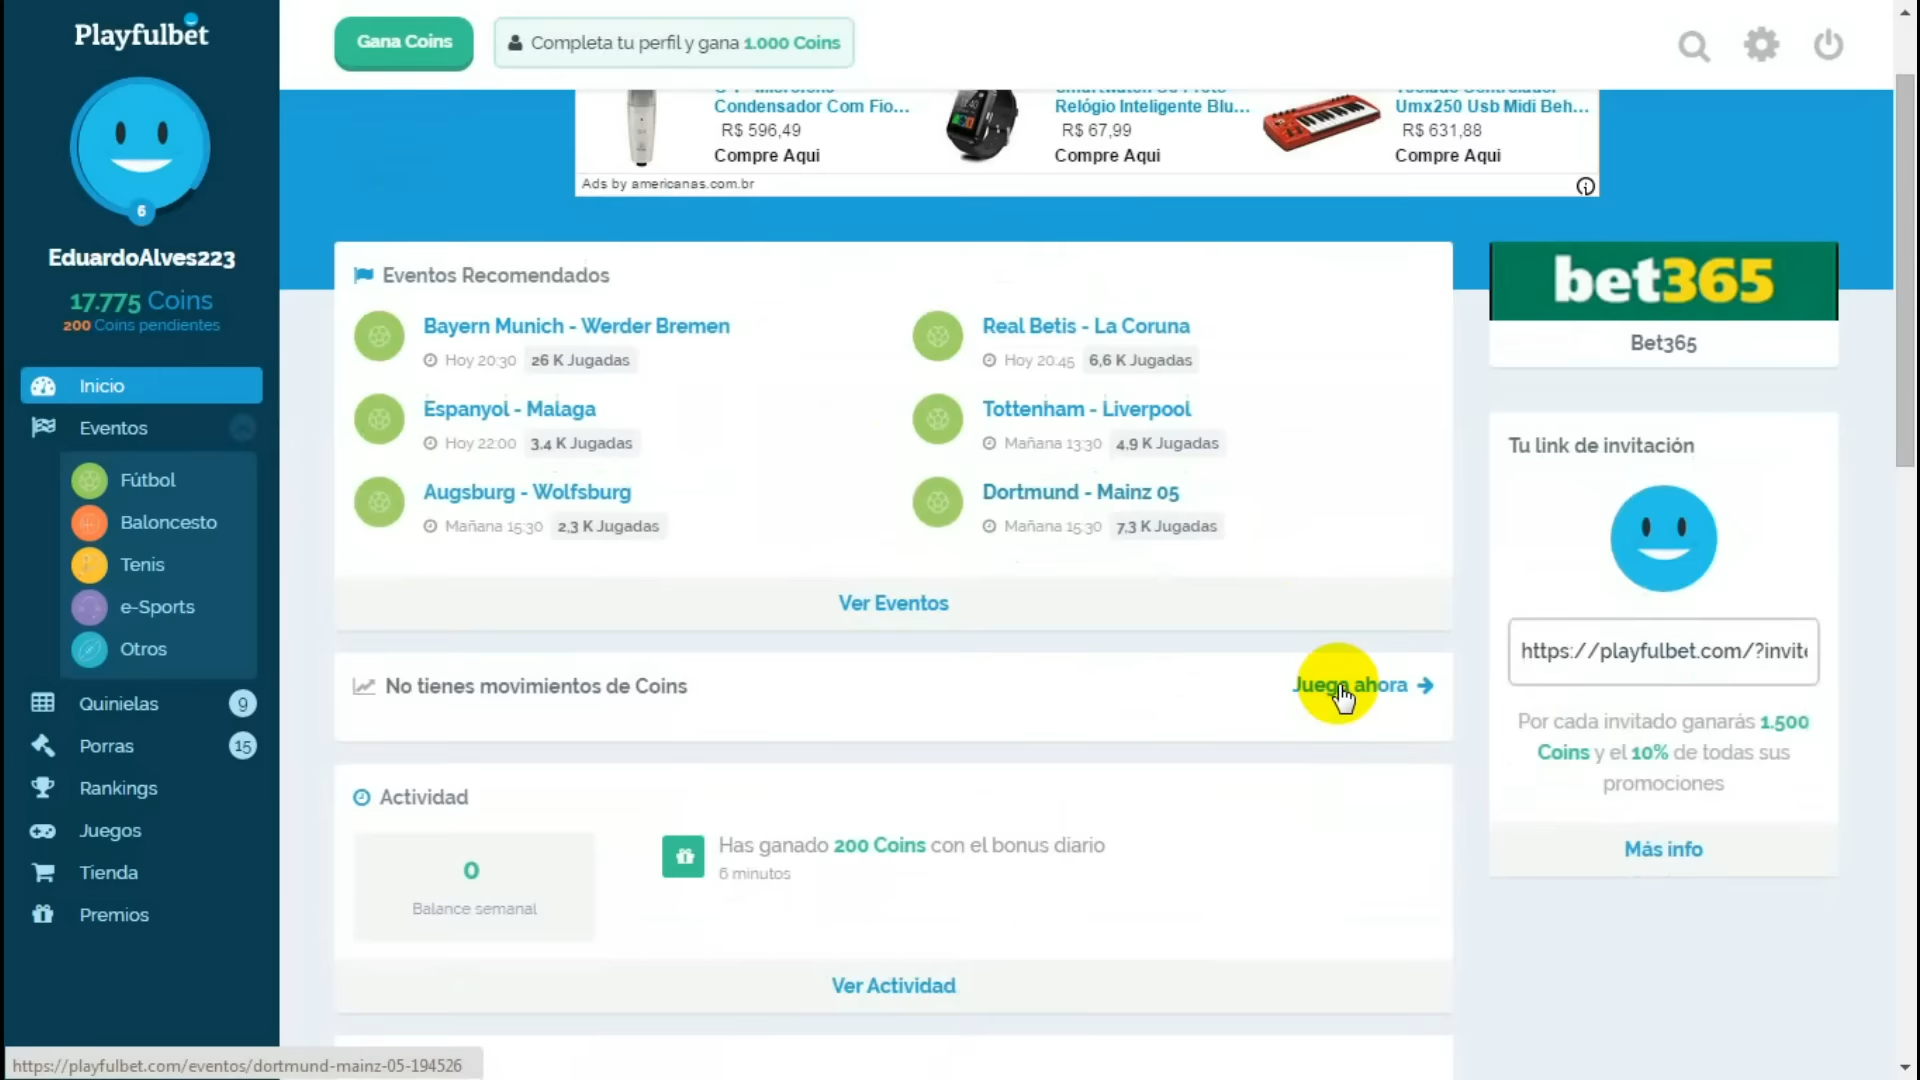 Playfulbet
6
EduardoAlves223
17.775 Coins
200 Coins pendientes
Inicio
Eventos
Fútbol
Baloncesto
Tenis
e-Sports
Otros
Quinielas 9
Porras 15
Rankings
Juegos
Tienda
Premios
Gana Coins
Completa tu perfil y gana 1.000 Coins
Condensador Com Fio...
R$ 596,49
Compre Aqui
Relógio Inteligente Blu...
R$ 67,99
Compre Aqui
Umx250 Usb Midi Beh...
R$ 631,88
Compre Aqui
Ads by americanas.com.br
Eventos Recomendados
Bayern Munich - Werder Bremen
Hoy 20:30 26 K Jugadas
Real Betis - La Coruna
Hoy 20:45 6,6 K Jugadas
Espanyol - Malaga
Hoy 22:00 3,4 K Jugadas
Tottenham - Liverpool
Mañana 13:30 4,9 K Jugadas
Augsburg - Wolfsburg
Mañana 15:30 2,3 K Jugadas
Dortmund - Mainz 05
Mañana 15:30 7,3 K Jugadas
Ver Eventos
No tienes movimientos de Coins
Juega ahora
Actividad
0
Balance semanal
Has ganado 200 Coins con el bonus diario
6 minutos
Ver Actividad
bet365
Bet365
Tu link de invitación
https://playfulbet.com/?invite
Por cada invitado ganarás 1.500
Coins y el 10% de todas sus
promociones
Más info
https://playfulbet.com/eventos/dortmund-mainz-05-194526